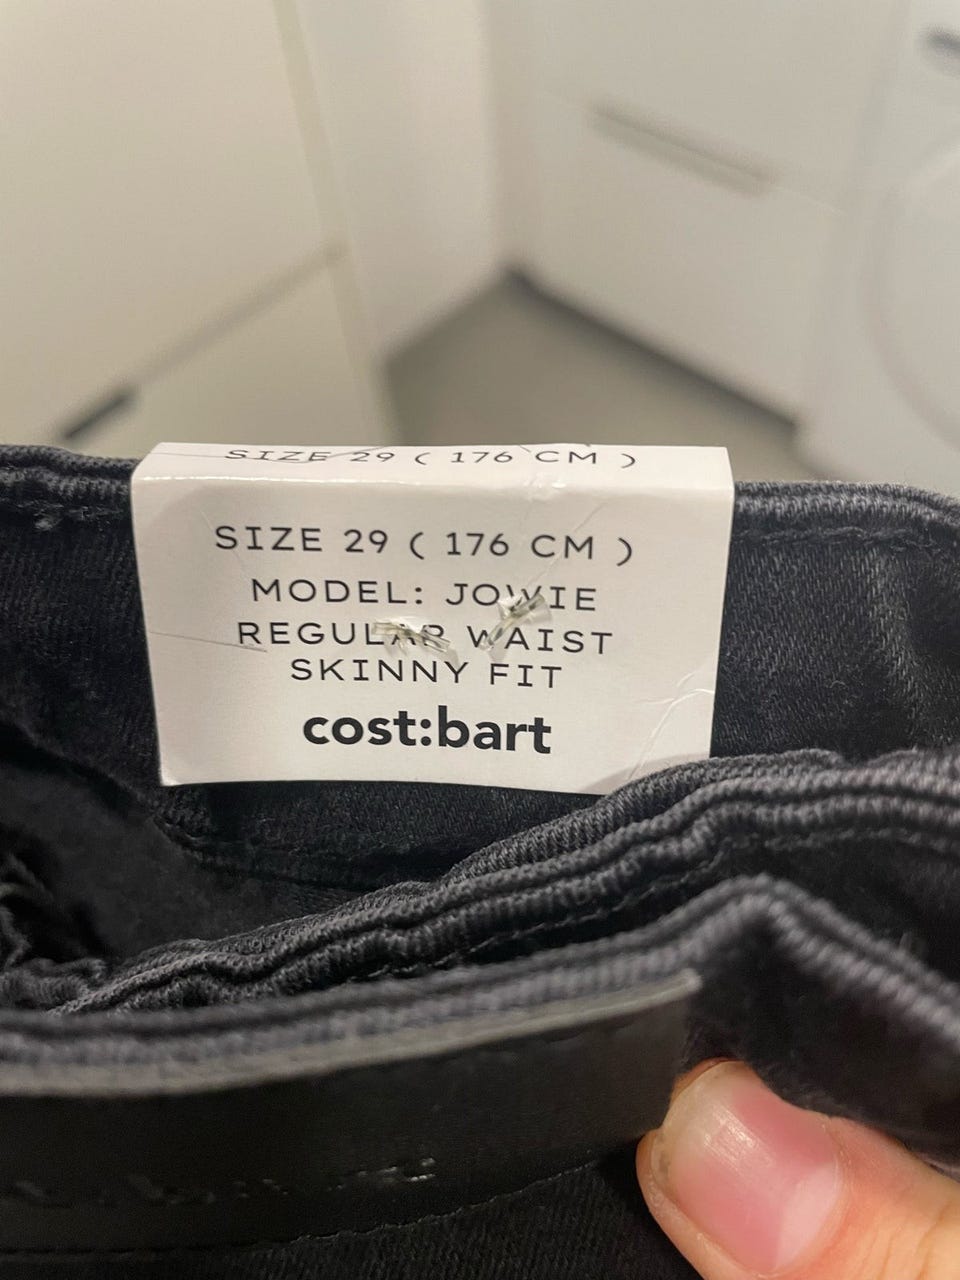 SIZE 29 ( 176 CM )
SIZE 29 ( 176 CM )
MODEL: JOWIE
REGULAR WAIST
SKINNY FIT
cost:bart